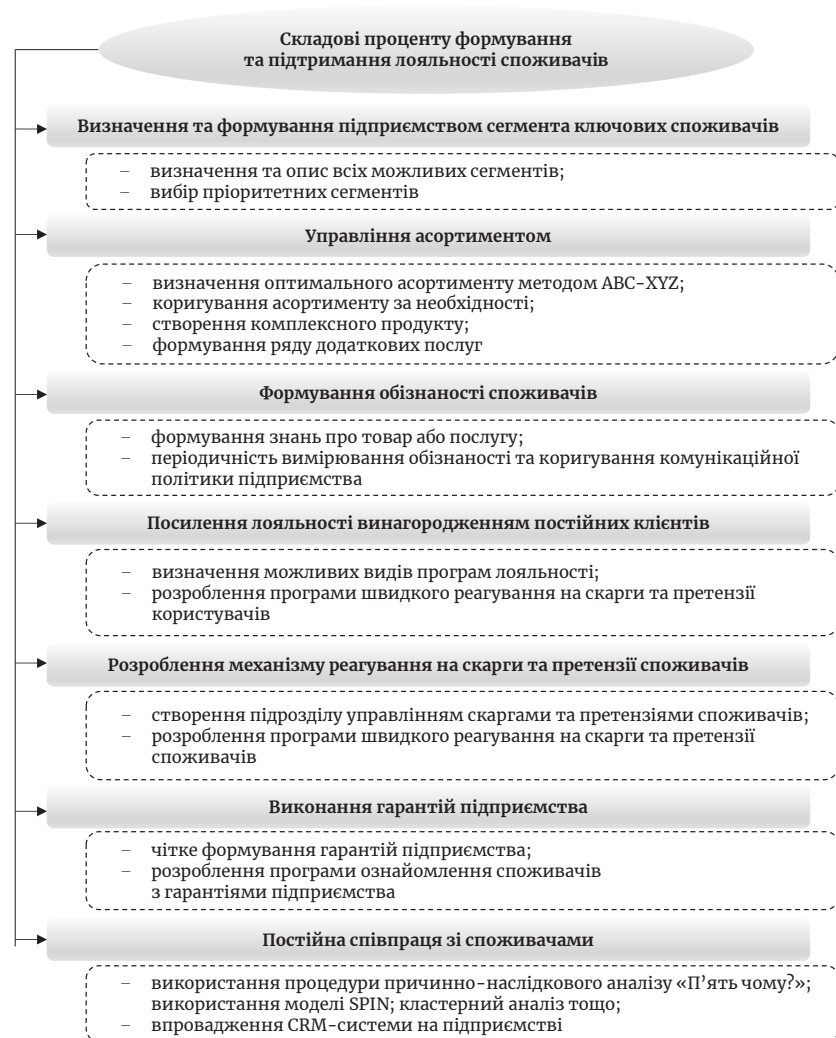 Складові проценту формування
та підтримання лояльності споживачів
Визначення та формування підприємством сегмента ключових споживачів
– визначення та опис всіх можливих сегментів;
– вибір пріоритетних сегментів
Управління асортиментом
– визначення оптимального асортименту методом ABC-XYZ;
– коригування асортименту за необхідності;
– створення комплексного продукту;
– формування ряду додаткових послуг
Формування обізнаності споживачів
– формування знань про товар або послугу;
– періодичність вимірювання обізнаності та коригування комунікаційної
політики підприємства
Посилення лояльності винагородженням постійних клієнтів
– визначення можливих видів програм лояльності;
– розроблення програми швидкого реагування на скарги та претензії
користувачів
Розроблення механізму реагування на скарги та претензії споживачів
– створення підрозділу управлінням скаргами та претензіями споживачів;
– розроблення програми швидкого реагування на скарги та претензії
споживачів
Виконання гарантій підприємства
– чітке формування гарантій підприємства;
– розроблення програми ознайомлення споживачів
з гарантіями підприємства
Постійна співпраця зі споживачами
– використання процедури причинно-наслідкового аналізу «П’ять чому?»;
використання моделі SPIN; кластерний аналіз тощо;
– впровадження CRM-системи на підприємстві